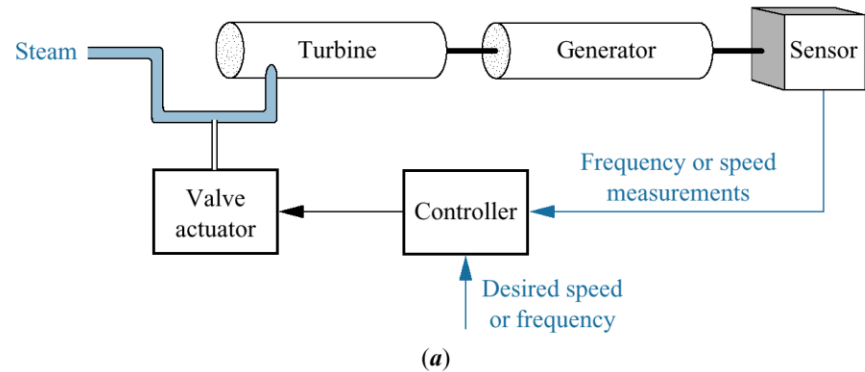 Steam
Turbine
Generator
Sensor
Valve
actuator
Controller
Frequency or speed
measurements
Desired speed
or frequency
(a)